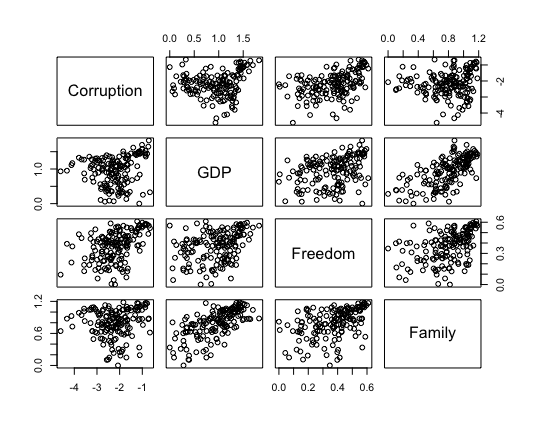 0.0 0.5 1.0 1.5
0.0 0.4 0.8 1.2
Corruption
-4 -2
0.0 1.0
GDP
Freedom
0.0 0.3 0.6
0.0 0.6 1.2
Family
-4 -3 -2 -1
0.0 0.2 0.4 0.6